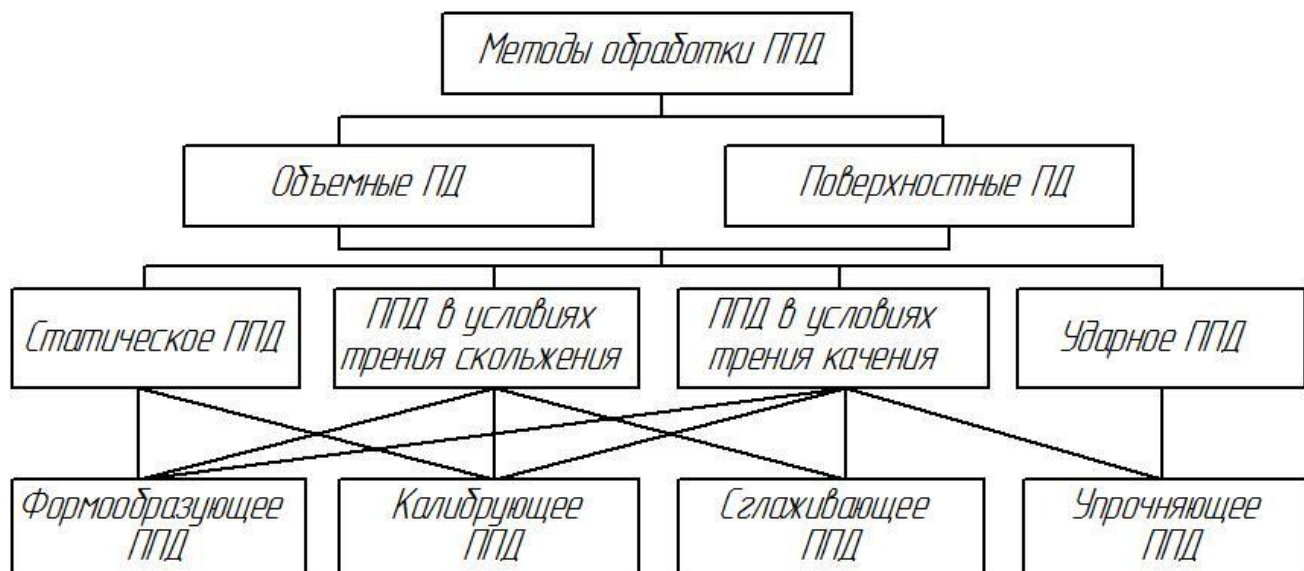 Методы обработки ППД
Объемные ПД
Поверхностные ПД
Статическое ППД
ППД в условиях
трения скольжения
ППД в условиях
трения качения
Ударное ППД
Формообразующее
ППД
Калибрующее
ППД
Сглаживающее
ППД
Упрочняющее
ППД